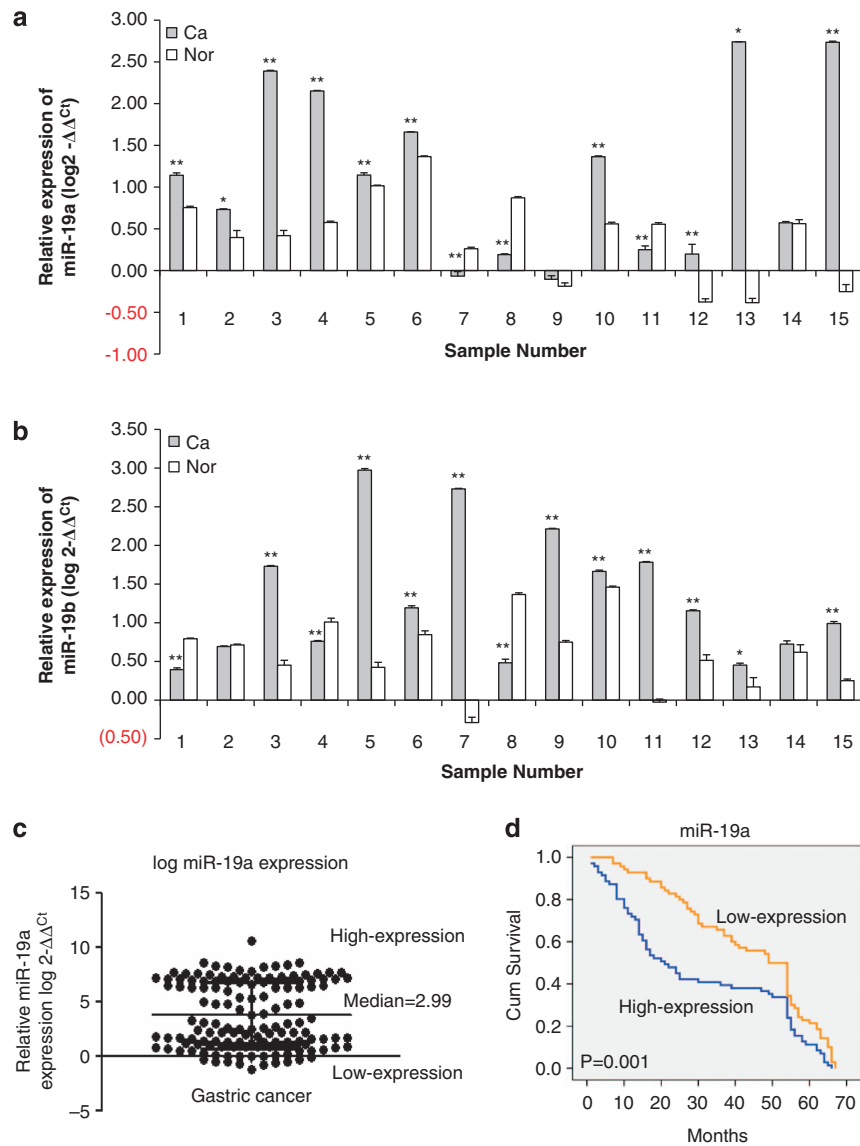 a
3.00
2.50
2.00
1.50
1.00
0.50
0.00
-0.50
-1.00
Relative expression of
miR-19a (log2 -ΔΔCt)
Ca
Nor
** * ** ** ** ** ** ** ** ** ** * **
1 2 3 4 5 6 7 8 9 10 11 12 13 14 15
Sample Number
b
3.50
3.00
2.50
2.00
1.50
1.00
0.50
0.00
(0.50)
Relative expression of
miR-19b (log 2-ΔΔCt)
Ca
Nor
** ** ** ** ** ** ** ** ** ** ** * **
1 2 3 4 5 6 7 8 9 10 11 12 13 14 15
Sample Number
c
log miR-19a expression
Relative miR-19a
expression log 2-ΔΔCt
15
10
5
0
–5
High-expression
Median=2.99
Low-expression
Gastric cancer
d
miR-19a
Cum Survival
1.0
0.8
0.6
0.4
0.2
0.0
Low-expression
High-expression
P=0.001
0 10 20 30 40 50 60 70
Months